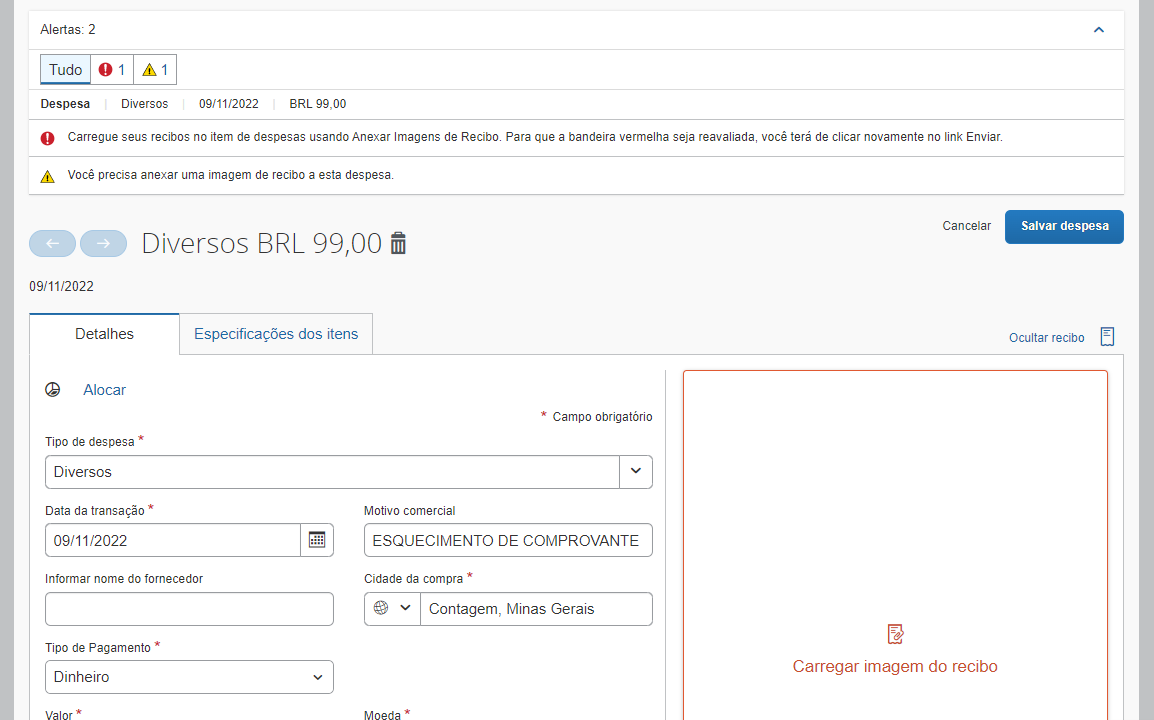 Alertas: 2
Tudo 1 1
Despesa Diversos 09/11/2022 BRL 99,00
Carregue seus recibos no item de despesas usando Anexar Imagens de Recibo. Para que a bandeira vermelha seja reavaliada, você terá de clicar novamente no link Enviar.
Você precisa anexar uma imagem de recibo a esta despesa.
Cancelar Salvar despesa
Diversos BRL 99,00
09/11/2022
Detalhes Especificações dos itens
Ocultar recibo
Alocar
* Campo obrigatório
Tipo de despesa *
Diversos
Data da transação * Motivo comercial
09/11/2022 ESQUECIMENTO DE COMPROVANTE
Informar nome do fornecedor Cidade da compra *
Contagem, Minas Gerais
Tipo de Pagamento *
Dinheiro
Carregar imagem do recibo
Valor * Moeda *